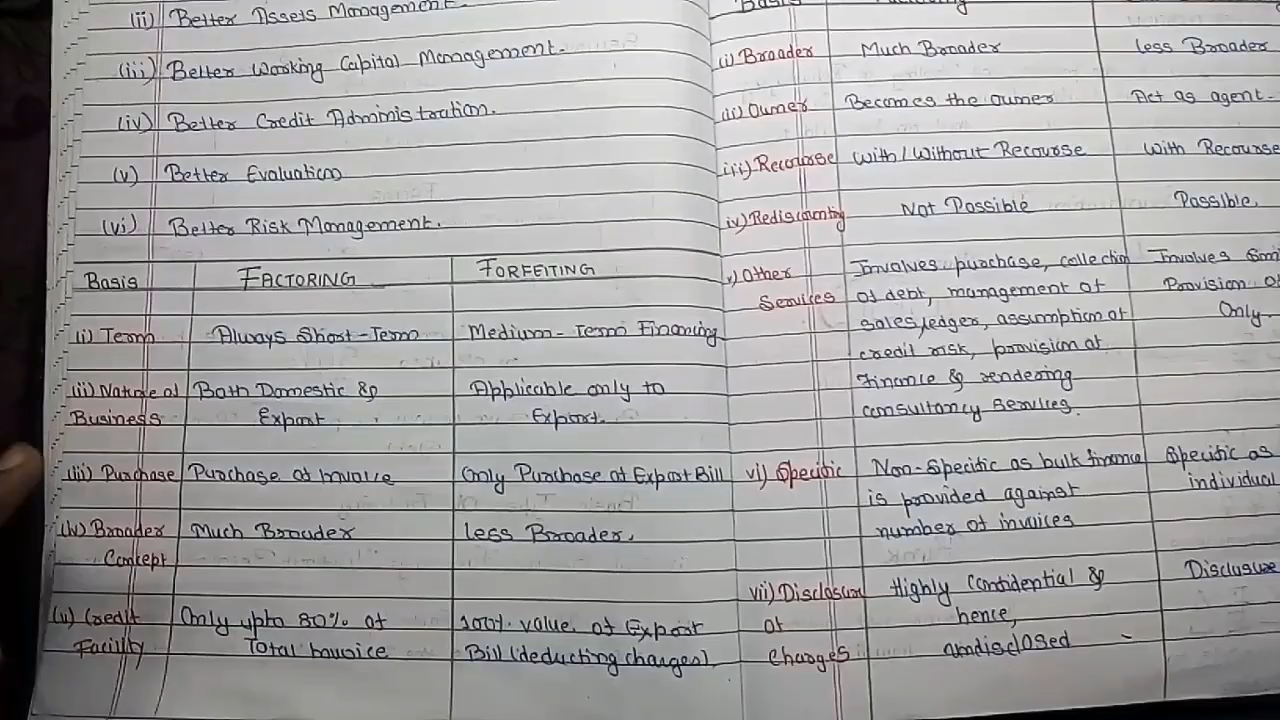 (ii) Better Assets Management.
(iii) Better Working Capital Management.
(iv) Better Credit Administration.
(v) Better Evaluation
(vi) Better Risk Management.
Basis FACTORING FORFEITING
(i) Term Always Short-Term Medium-Term Financing
(ii) Nature of Both Domestic & Applicable only to
Business Export Export.
(iii) Purchase Purchase of Invoice Only Purchase of Export Bill
(iv) Broader Much Broader less Broader.
Concept
(v) Credit Only upto 80% of 100% value of Export
Facility Total Invoice Bill (deducting charges).
Basis
(i) Broader Much Broader less Broader
(ii) Owner Becomes the owner Act as agent.
(iii) Recourse With/Without Recourse With Recourse
(iv) Rediscounting Not Possible Possible.
v) Other Involves purchase, collection Involves
Services of debt, management of Provision of
sales ledger, assumption of Only
credit risk, provision of
finance & rendering
consultancy services.
vi) Specific Non-Specific as bulk finance Specific as
is provided against individual
number of invoices
vii) Disclosure Highly Confidential & Disclosure
of hence,
Charges undisclosed -